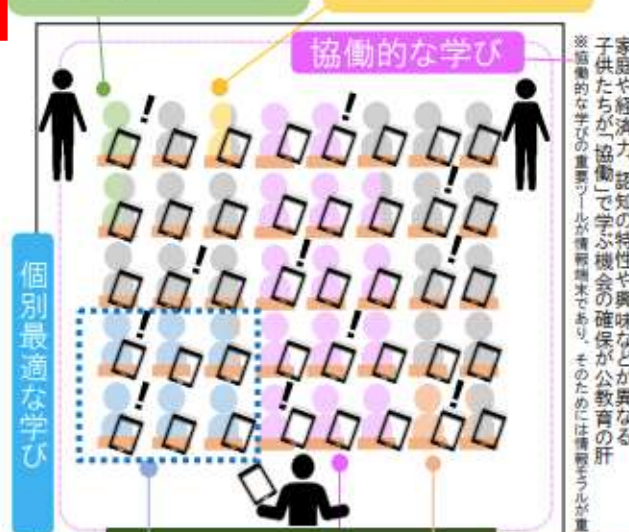 協働的な学び
家庭や経済力、認知の特性や興味などが異なる
子供たちが「協働」で学ぶ機会の確保が公教育の肝
※協働的な学びの重要ツールが情報端末であり、そのためには情報モラルが重
個別最適な学び